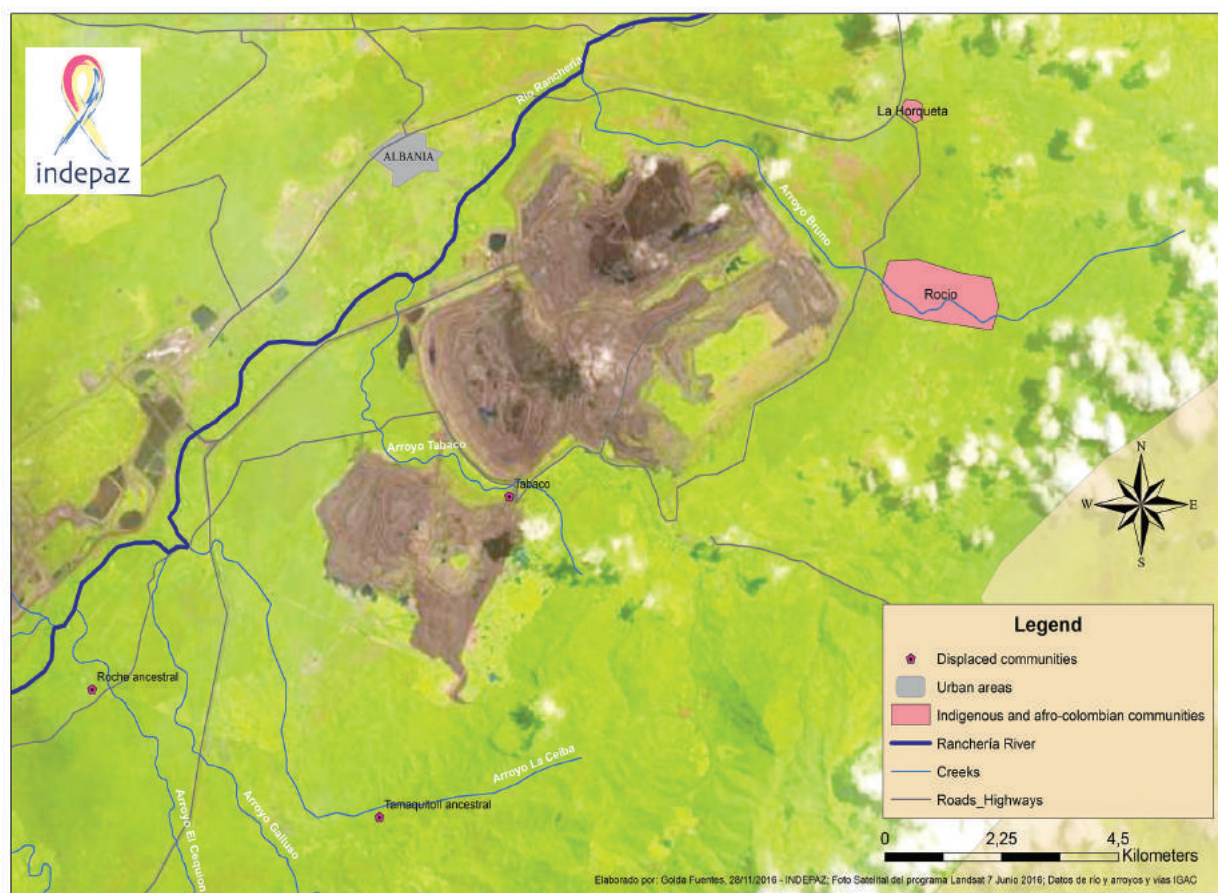 indepaz
Río Ranchería
ALBANIA
La Horqueta
Arroyo Bruno
Rocio
Arroyo Tabaco
Tabaco
Roche ancestral
Arroyo La Ceiba
Tamaquitoll ancestral
Arroyo El Cequion
Arroyo Galluso
N
W
E
S
Legend
Displaced communities
Urban areas
Indigenous and afro-colombian communities
Ranchería River
Creeks
Roads_Highways
0 2,25 4,5
Kilometers
Elaborado por: Golda Fuentes, 28/11/2016 - INDEPAZ; Foto Satelital del programa Landsat 7 Junio 2016; Datos de río y arroyos y vías IGAC